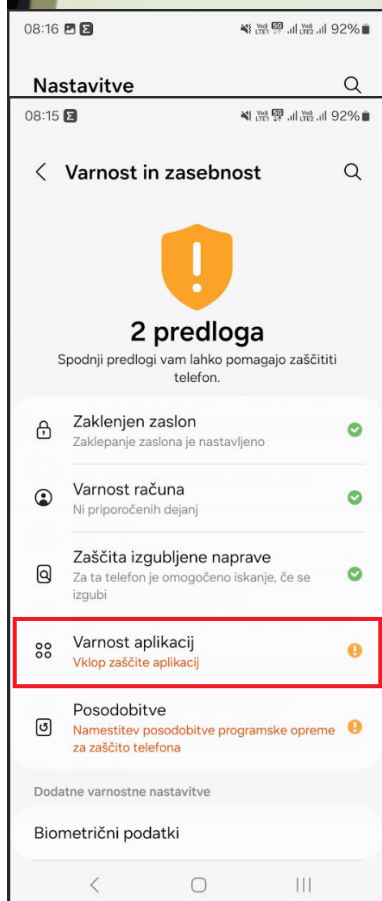 08:16 92%
Nastavitve
08:15 92%
Varnost in zasebnost
2 predloga
Spodnji predlogi vam lahko pomagajo zaščititi
telefon.
Zaklenjen zaslon
Zaklepanje zaslona je nastavljeno
Varnost računa
Ni priporočenih dejanj
Zaščita izgubljene naprave
Za ta telefon je omogočeno iskanje, če se
izgubi
Varnost aplikacij
Vklop zaščite aplikacij
Posodobitve
Namestitev posodobitve programske opreme
za zaščito telefona
Dodatne varnostne nastavitve
Biometrični podatki